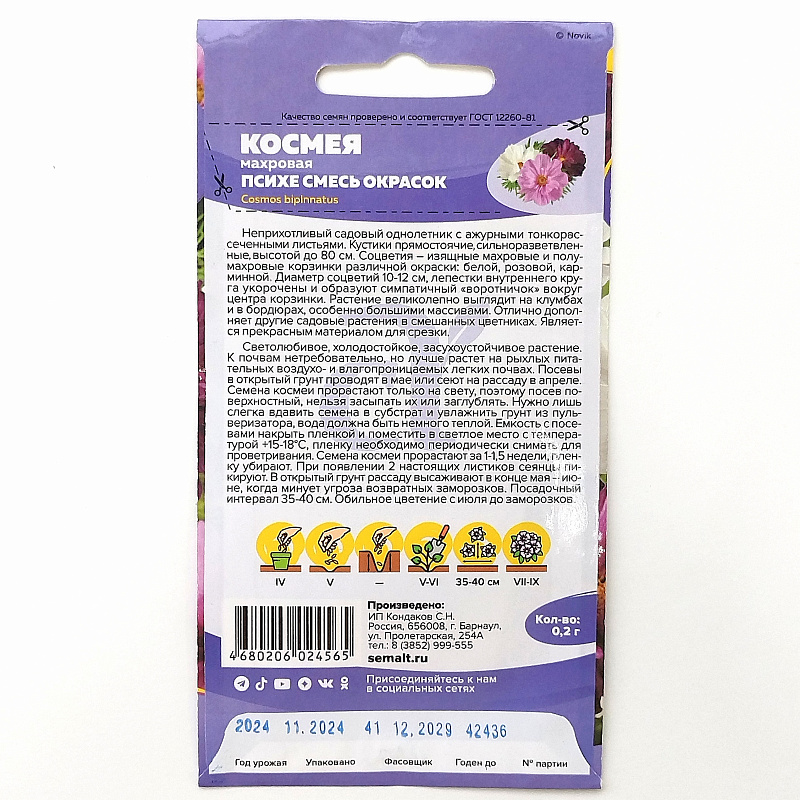 © Novik
Качество семян проверено и соответствует ГОСТ 12260-81
КОСМЕЯ
махровая
ПСИХЕ СМЕСЬ ОКРАСОК
Cosmos bipinnatus
Неприхотливый садовый однолетник с ажурными тонкорас-
сеченными листьями. Кустики прямостоячие, сильноразветвлен-
ные, высотой до 80 см. Соцветия – изящные махровые и полу-
махровые корзинки различной окраски: белой, розовой, кар-
минной. Диаметр соцветий 10-12 см, лепестки внутреннего кру-
га укорочены и образуют симпатичный «воротничок» вокруг
центра корзинки. Растение великолепно выглядит на клумбах
и в бордюрах, особенно большими массивами. Отлично допол-
няет другие садовые растения в смешанных цветниках. Являет-
ся прекрасным материалом для срезки.
Светолюбивое, холодостойкое, засухоустойчивое растение.
К почвам нетребовательно, но лучше растет на рыхлых пита-
тельных воздухо- и влагопроницаемых легких почвах. Посевы
в открытый грунт проводят в мае или сеют на рассаду в апреле.
Семена космеи прорастают только на свету, поэтому посев по-
верхностный, нельзя засыпать их или заглублять. Нужно лишь
слегка вдавить семена в субстрат и увлажнить грунт из пуль-
веризатора, вода должна быть немного теплой. Емкость с посе-
вами накрыть пленкой и поместить в светлое место с темпера-
турой +15-18°С, пленку необходимо периодически снимать для
проветривания. Семена космеи прорастают за 1-1,5 недели, плен-
ку убирают. При появлении 2 настоящих листиков сеянцы пи-
кируют. В открытый грунт рассаду высаживают в конце мая – ию-
не, когда минует угроза возвратных заморозков. Посадочный
интервал 35-40 см. Обильное цветение с июля до заморозков.
IV V — V-VI 35-40 см VII-IX
Произведено:
ИП Кондаков С.Н.
Россия, 656008, г. Барнаул,
ул. Пролетарская, 254А
тел.: 8 (3852) 999-555
semalt.ru
Кол-во:
0,2 г
4 680206 024565
Присоединяйтесь к нам
в социальных сетях
2024 11.2024 41 12.2029 42436
Год урожая Упаковано Фасовщик Годен до № партии